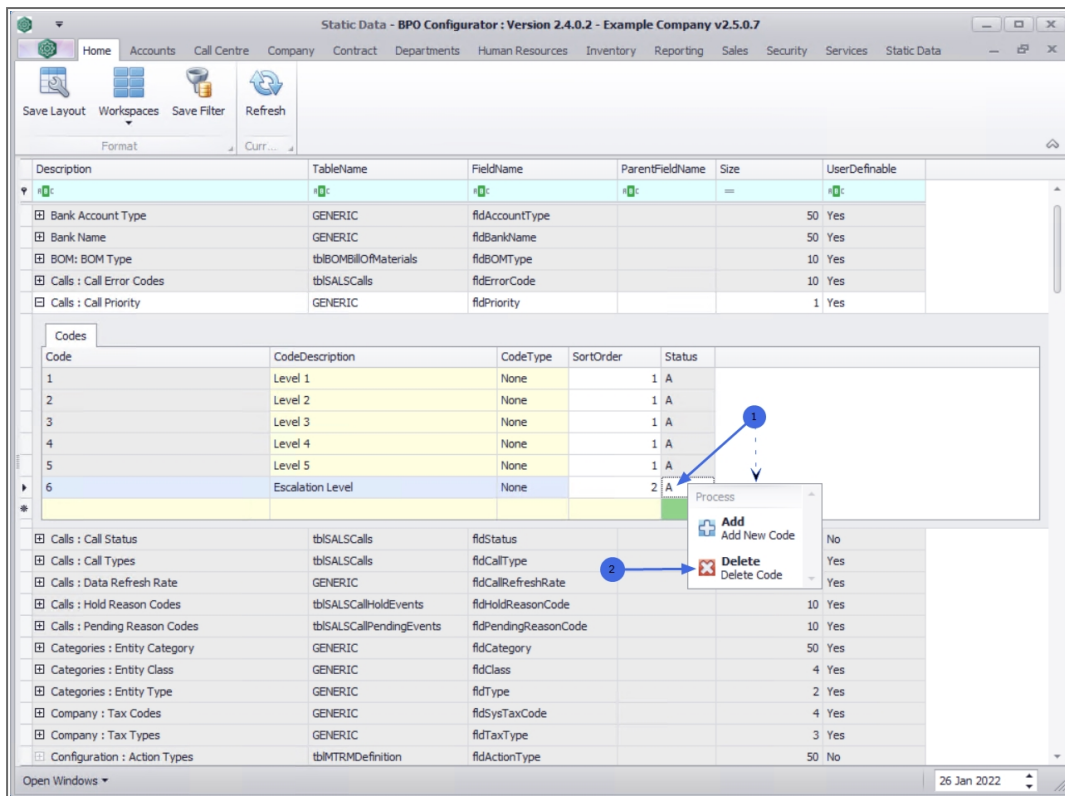 Static Data - BPO Configurator : Version 2.4.0.2 - Example Company v2.5.0.7
Home Accounts Call Centre Company Contract Departments Human Resources Inventory Reporting Sales Security Services Static Data
Save Layout Workspaces Save Filter Refresh
Format Curr...
Description TableName FieldName ParentFieldName Size UserDefinable
Bank Account Type GENERIC fldAccountType 50 Yes
Bank Name GENERIC fldBankName 50 Yes
BOM: BOM Type tblBOMBillOfMaterials fldBOMType 10 Yes
Calls : Call Error Codes tblSALSCalls fldErrorCode 10 Yes
Calls : Call Priority GENERIC fldPriority 1 Yes
Codes
Code CodeDescription CodeType SortOrder Status
1 Level 1 None 1 A
2 Level 2 None 1 A
3 Level 3 None 1 A
1
4 Level 4 None 1 A
5 Level 5 None 1 A
6 Escalation Level None 2 A
Process
Add
Add New Code
Delete
Delete Code
2
Calls : Call Status tblSALSCalls fldStatus No
Calls : Call Types tblSALSCalls fldCallType Yes
Calls : Data Refresh Rate GENERIC fldCallRefreshRate Yes
Calls : Hold Reason Codes tblSALSCallHoldEvents fldHoldReasonCode 10 Yes
Calls : Pending Reason Codes tblSALSCallPendingEvents fldPendingReasonCode 10 Yes
Categories : Entity Category GENERIC fldCategory 50 Yes
Categories : Entity Class GENERIC fldClass 4 Yes
Categories : Entity Type GENERIC fldType 2 Yes
Company : Tax Codes GENERIC fldSysTaxCode 4 Yes
Company : Tax Types GENERIC fldTaxType 3 Yes
Configuration : Action Types tblMTRMDefinition fldActionType 50 No
Open Windows 26 Jan 2022